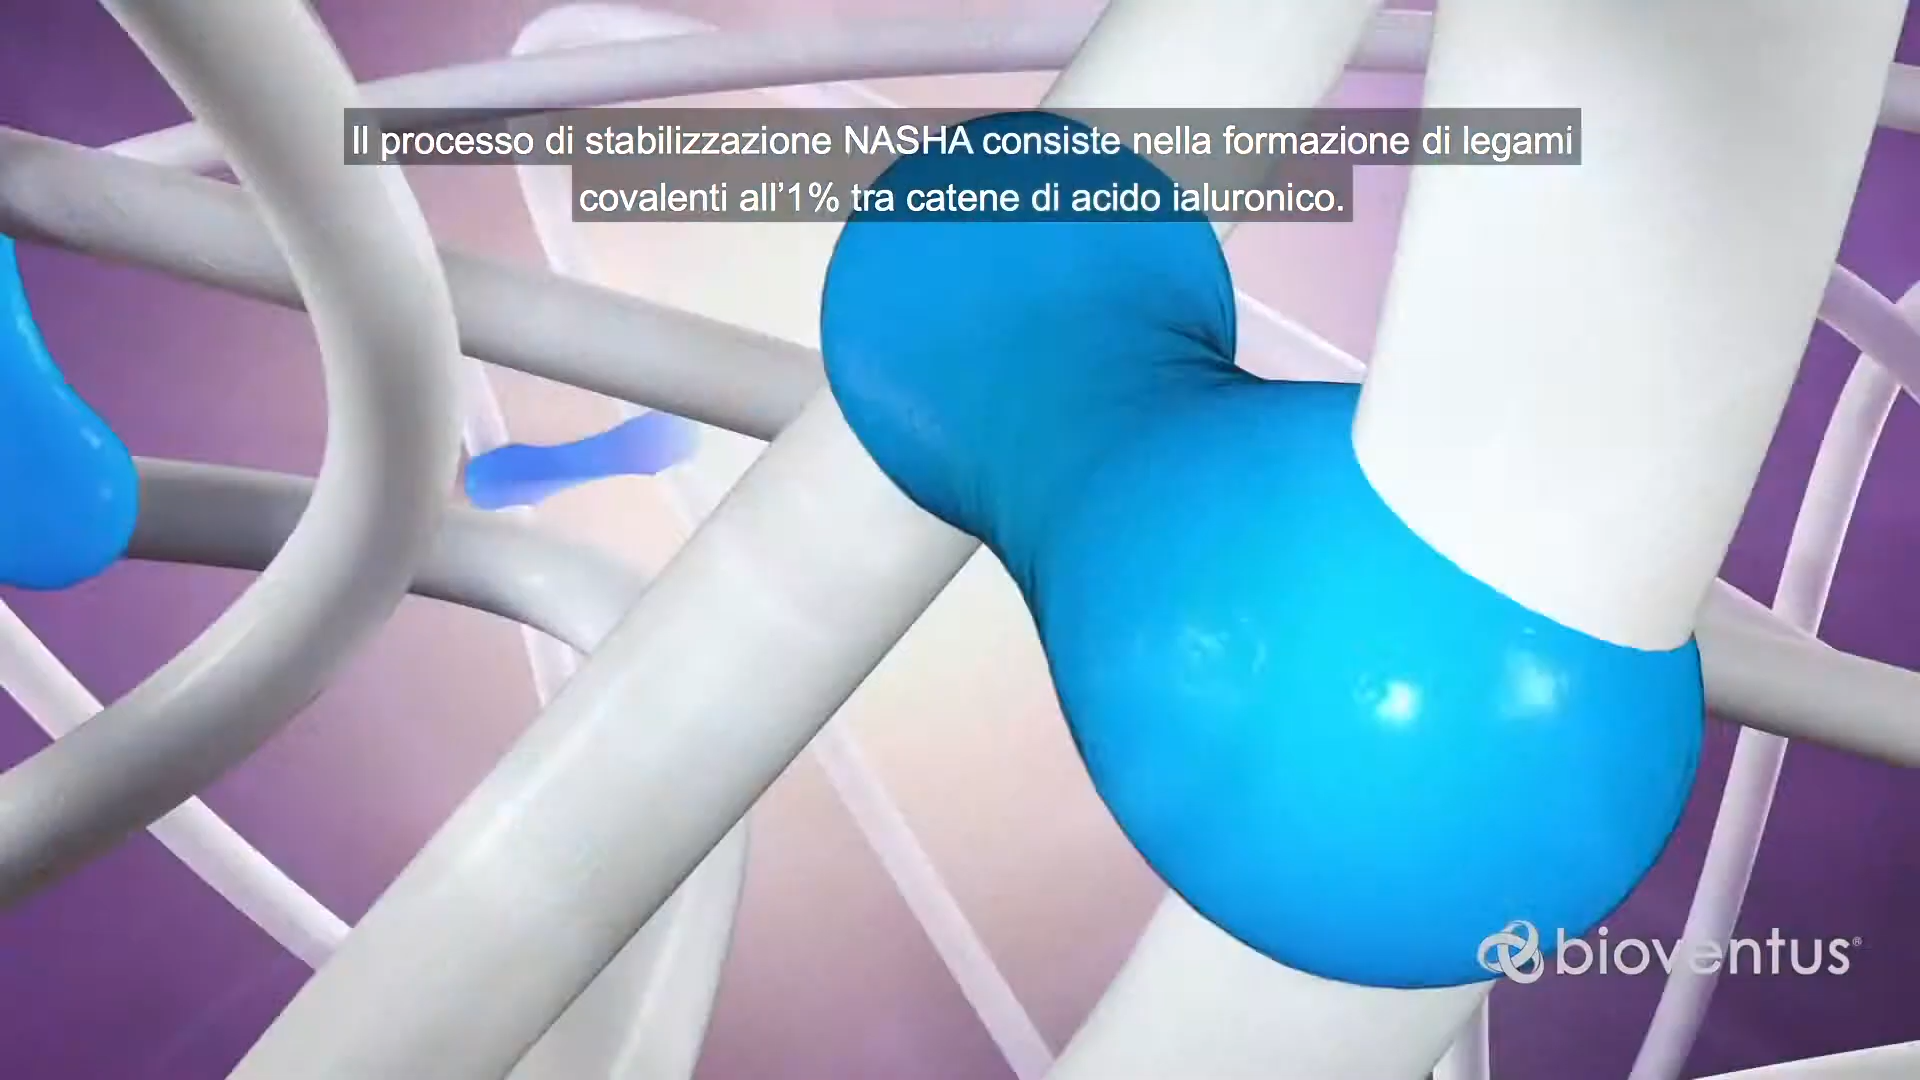 Il processo di stabilizzazione NASHA consiste nella formazione di legami
covalenti all’1% tra catene di acido ialuronico.
bioventus®